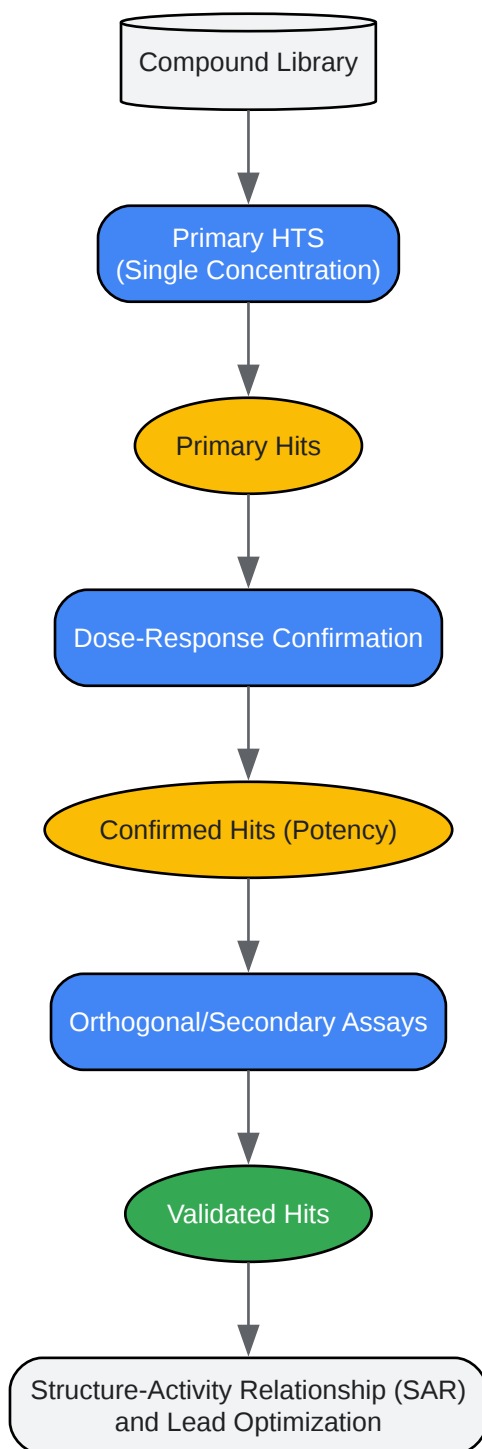 Compound Library
Primary HTS
(Single Concentration)
Primary Hits
Dose-Response Confirmation
Confirmed Hits (Potency)
Orthogonal/Secondary Assays
Validated Hits
Structure-Activity Relationship (SAR)
and Lead Optimization